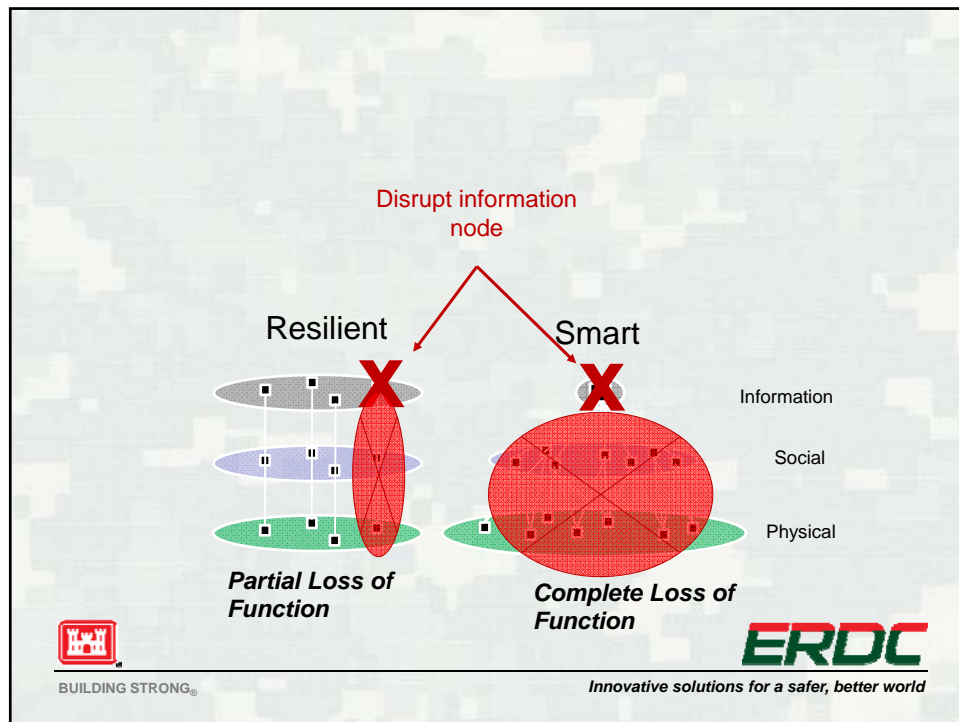 Disrupt information
node
Resilient
Smart
X
X
Information
Social
Physical
Partial Loss of
Function
Complete Loss of
Function
ERDC
BUILDING STRONG®
Innovative solutions for a safer, better world